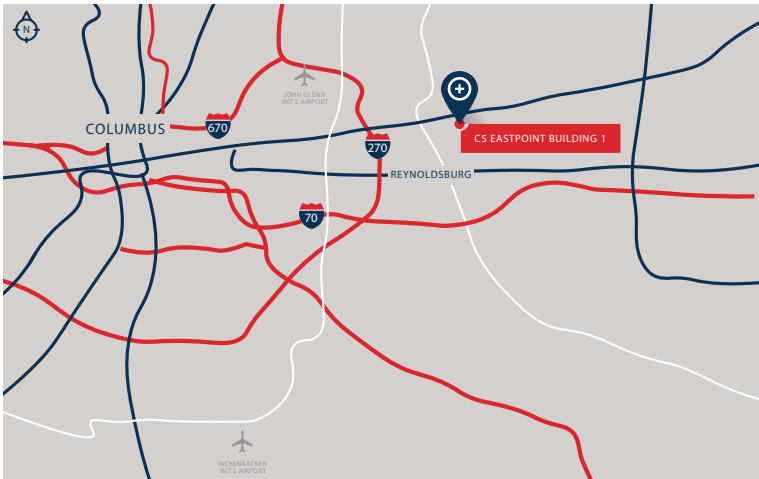 N
JOHN GLENN
INT'L AIRPORT
COLUMBUS
670
C5 EASTPOINT BUILDING 1
270
REYNOLDSBURG
70
RICKENBACKER
INT'L AIRPORT